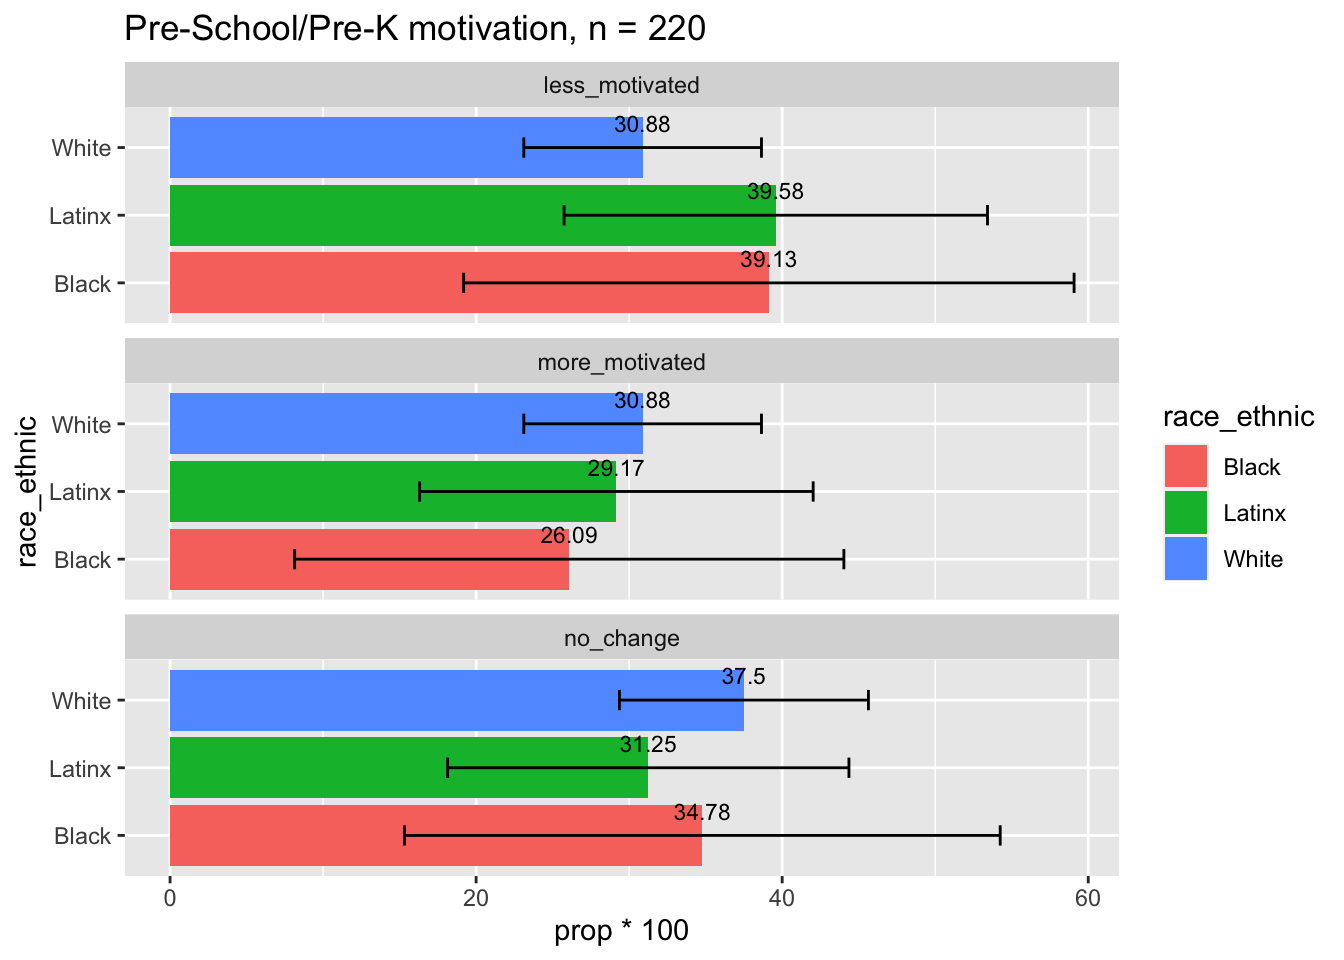 Pre-School/Pre-K motivation, n = 220
less_motivated
White
30.88
Latinx
39.58
Black
39.13
more_motivated
White
30.88
Latinx
29.17
Black
26.09
no_change
White
37.5
Latinx
31.25
Black
34.78
0 20 40 60
prop * 100
race_ethnic
race_ethnic
Black
Latinx
White